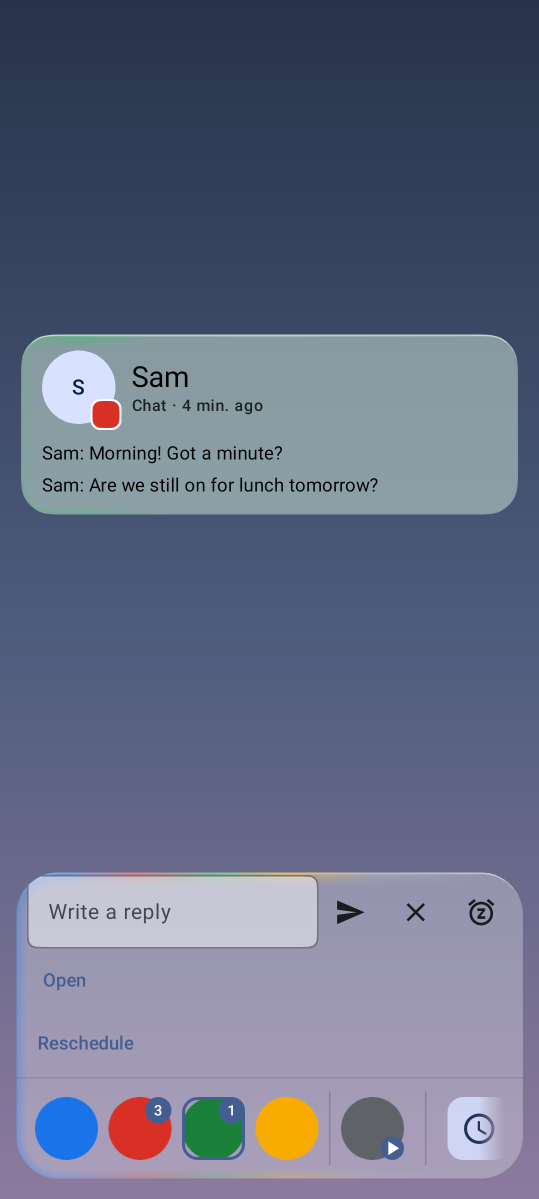 S
Sam
Chat · 4 min. ago
Sam: Morning! Got a minute?
Sam: Are we still on for lunch tomorrow?
Write a reply
Open
Reschedule
3
1